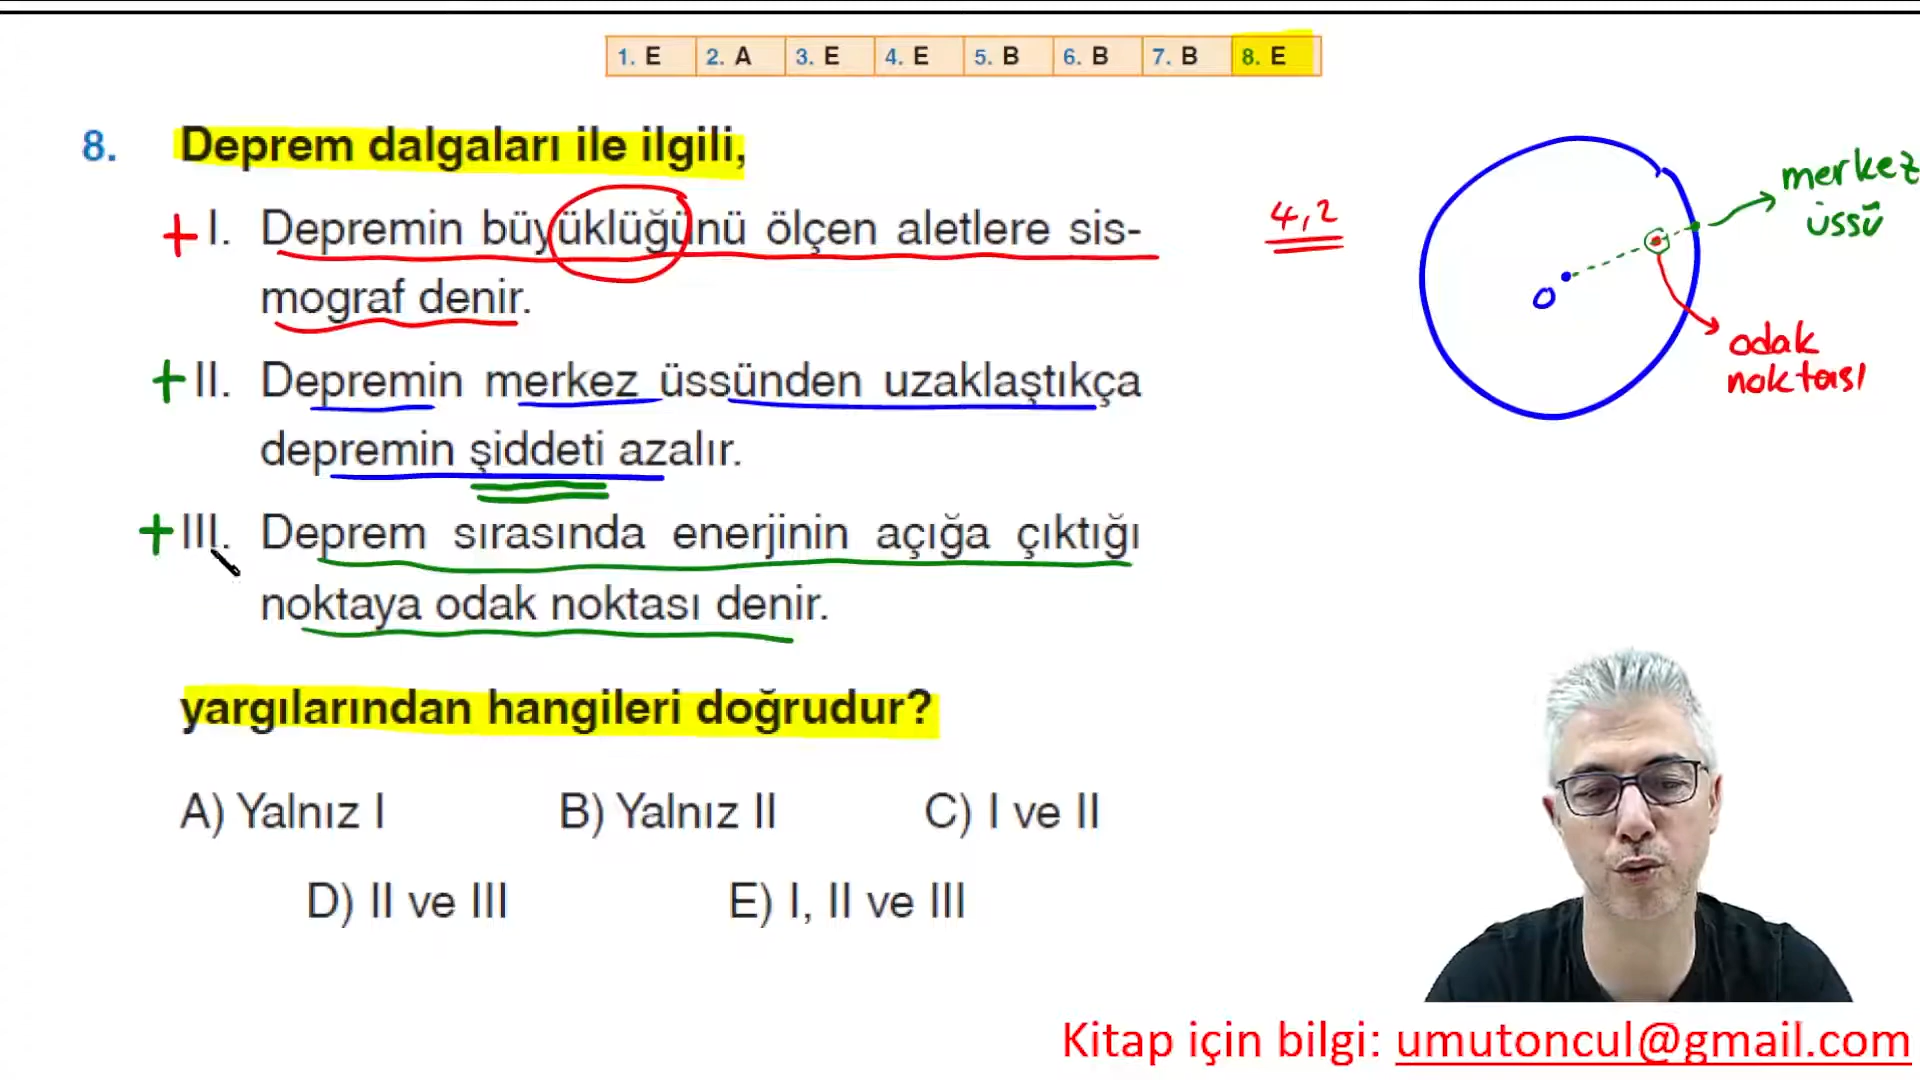 1. E 2. A 3. E 4. E 5. B 6. B 7. B 8. E
8. Deprem dalgaları ile ilgili,
+ I. Depremin büyüklüğünü ölçen aletlere sis-
mograf denir.
4,2
+ II. Depremin merkez üssünden uzaklaştıkça
depremin şiddeti azalır.
+ III. Deprem sırasında enerjinin açığa çıktığı
noktaya odak noktası denir.
yargılarından hangileri doğrudur?
A) Yalnız I B) Yalnız II C) I ve II
D) II ve III E) I, II ve III
merkez
üssü
O
odak
noktası
Kitap için bilgi: umutoncul@gmail.com